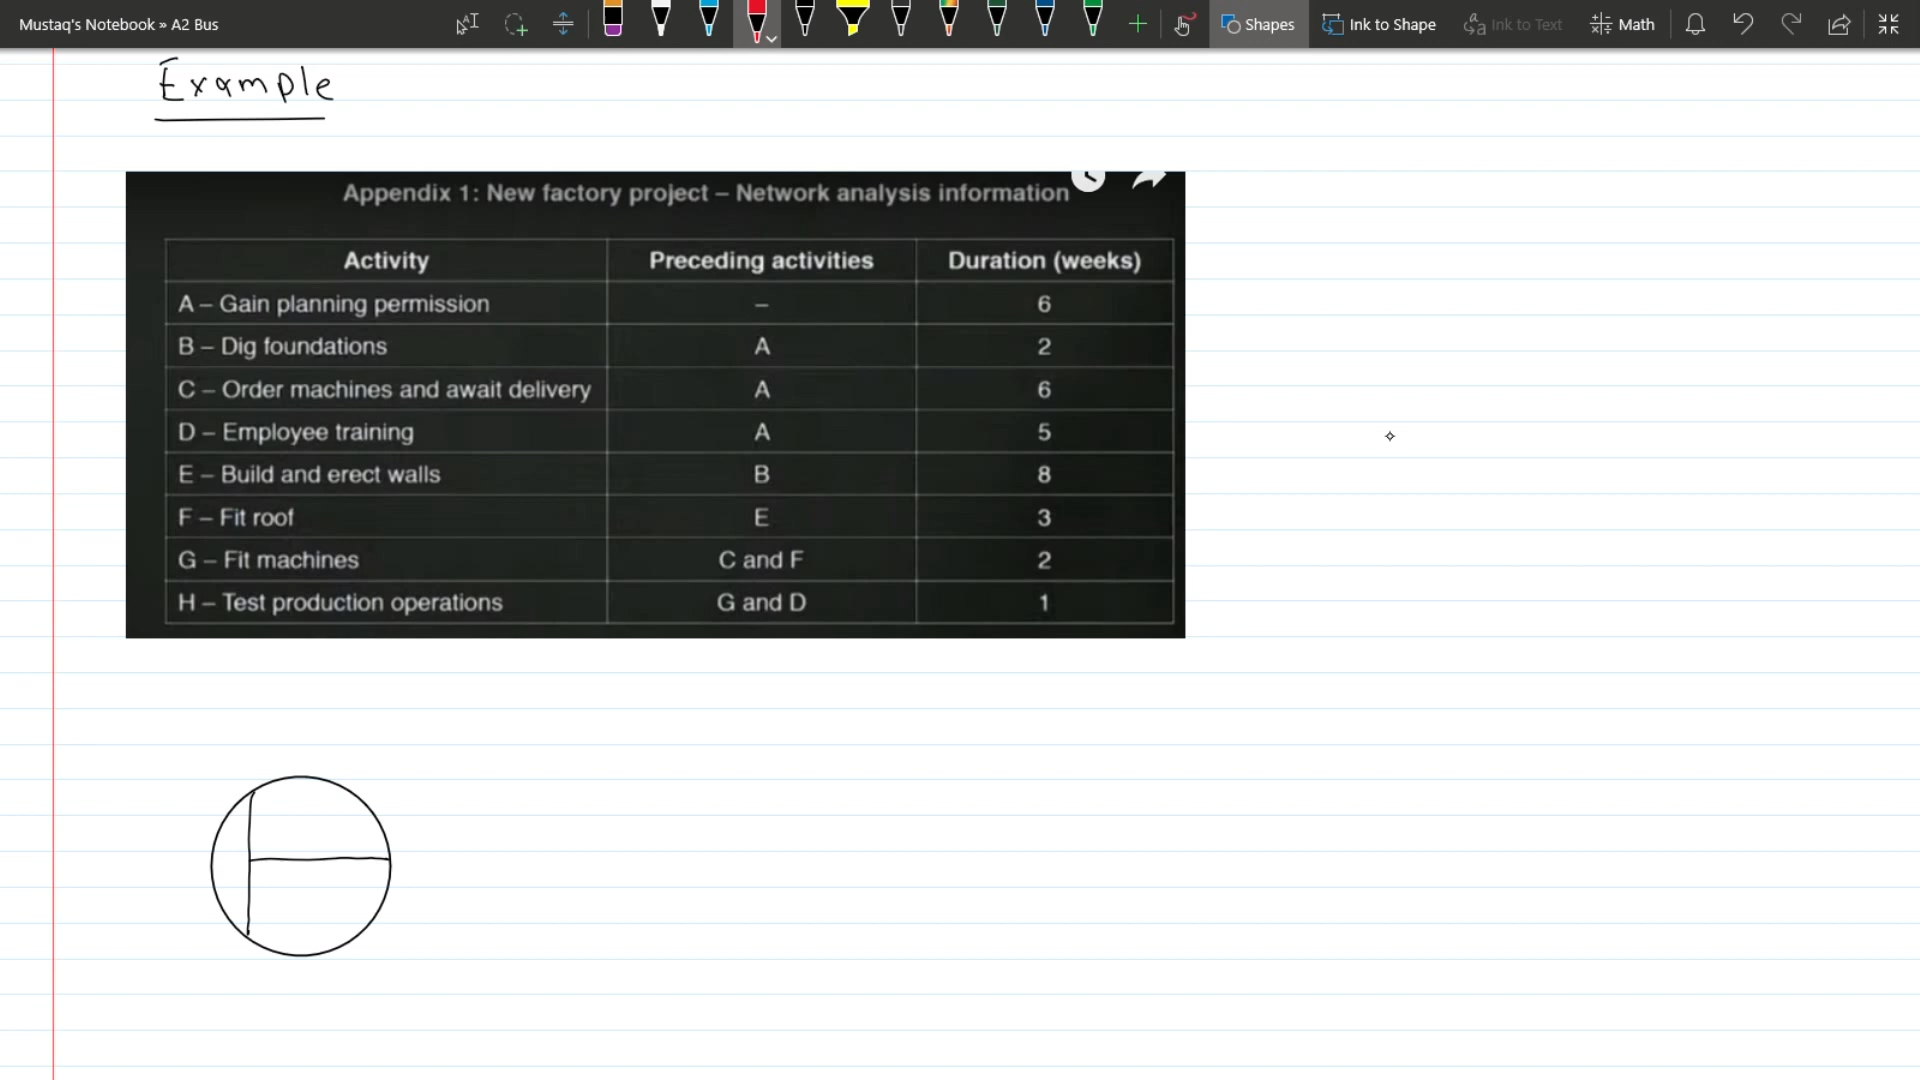 Mustaq's Notebook » A2 Bus
Shapes
Ink to Shape
Ink to Text
Math
Example
Appendix 1: New factory project – Network analysis information
Activity Preceding activities Duration (weeks)
A – Gain planning permission – 6
B – Dig foundations A 2
C – Order machines and await delivery A 6
D – Employee training A 5
E – Build and erect walls B 8
F – Fit roof E 3
G – Fit machines C and F 2
H – Test production operations G and D 1